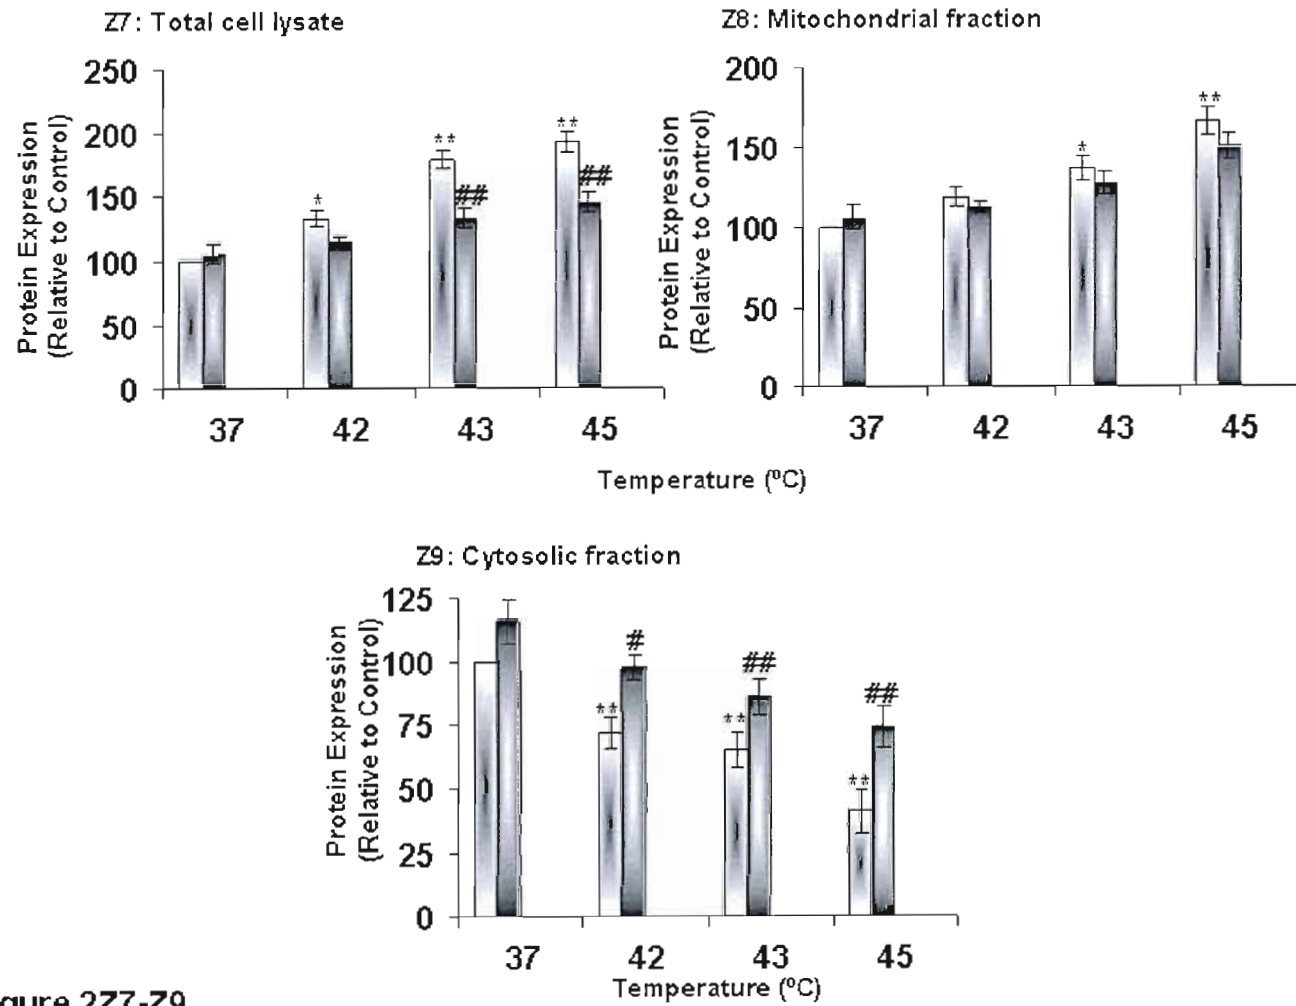 Z7: Total cell lysate
250
200
150
100
50
0
Protein Expression
(Relative to Control)
*
**
##
**
##
37 42 43 45
Z8: Mitochondrial fraction
200
150
100
50
0
Protein Expression
(Relative to Control)
*
**
37 42 43 45
Temperature (ºC)
Z9: Cytosolic fraction
125
100
75
50
25
0
Protein Expression
(Relative to Control)
**
#
**
##
**
##
37 42 43 45
Temperature (ºC)
2Z7-Z9